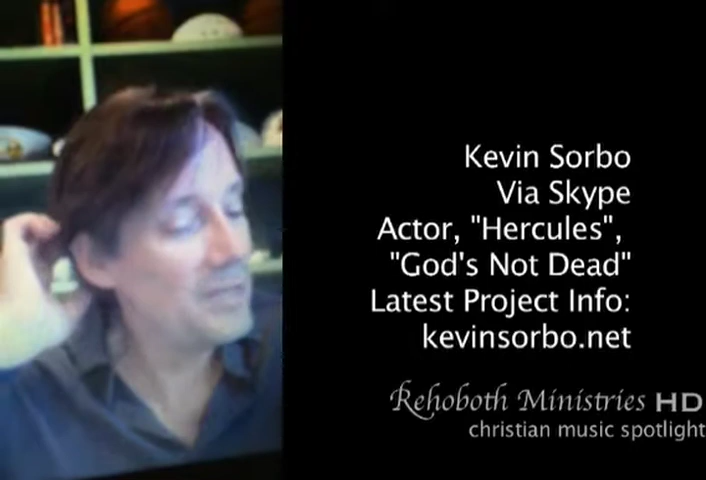 Kevin Sorbo
Via Skype
Actor, "Hercules",
"God's Not Dead"
Latest Project Info:
kevinsorbo.net
Rehoboth Ministries HD
christian music spotlight